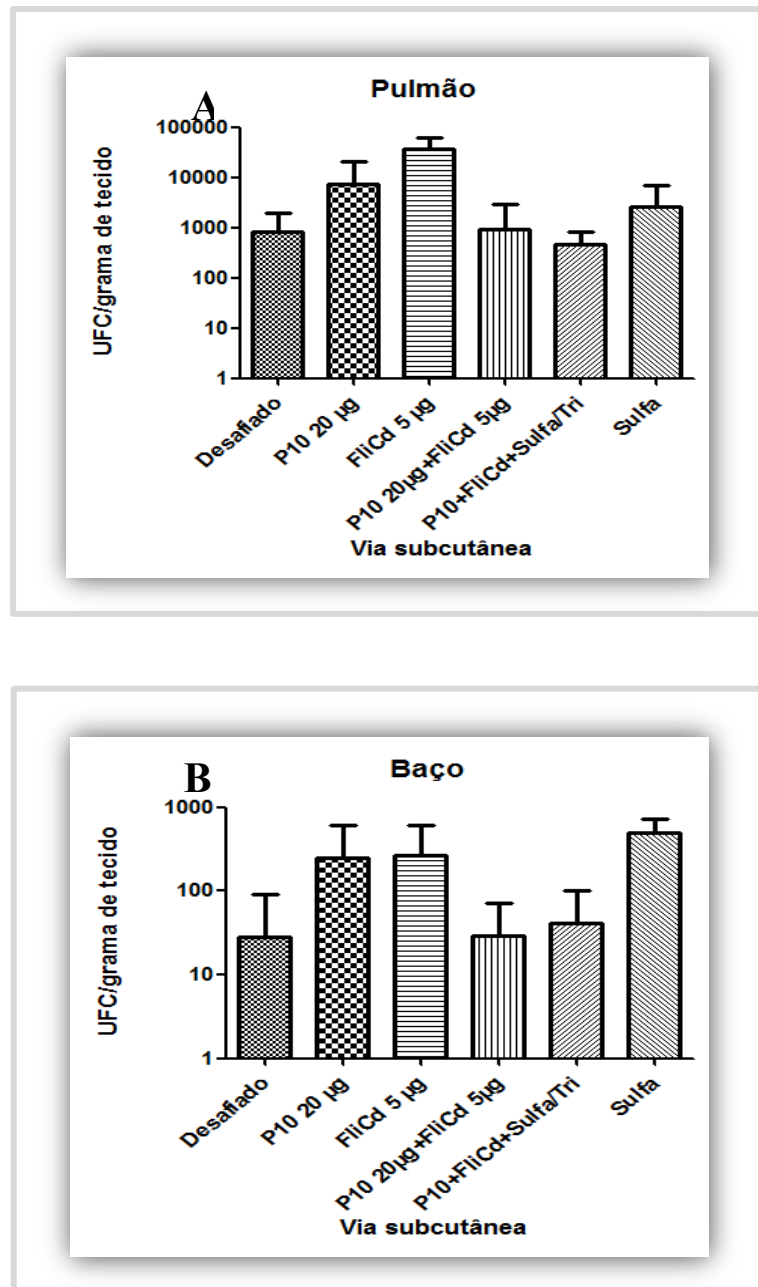 A
Pulmão
UFC/grama de tecido
100000
10000
1000
100
10
1
Desafiado
P10 20 µg
FliCd 5 µg
P10 20µg+FliCd 5µg
P10+FliCd+Sulfa/Tri
Sulfa
Via subcutânea
B
Baço
UFC/grama de tecido
1000
100
10
1
Desafiado
P10 20 µg
FliCd 5 µg
P10 20µg+FliCd 5µg
P10+FliCd+Sulfa/Tri
Sulfa
Via subcutânea